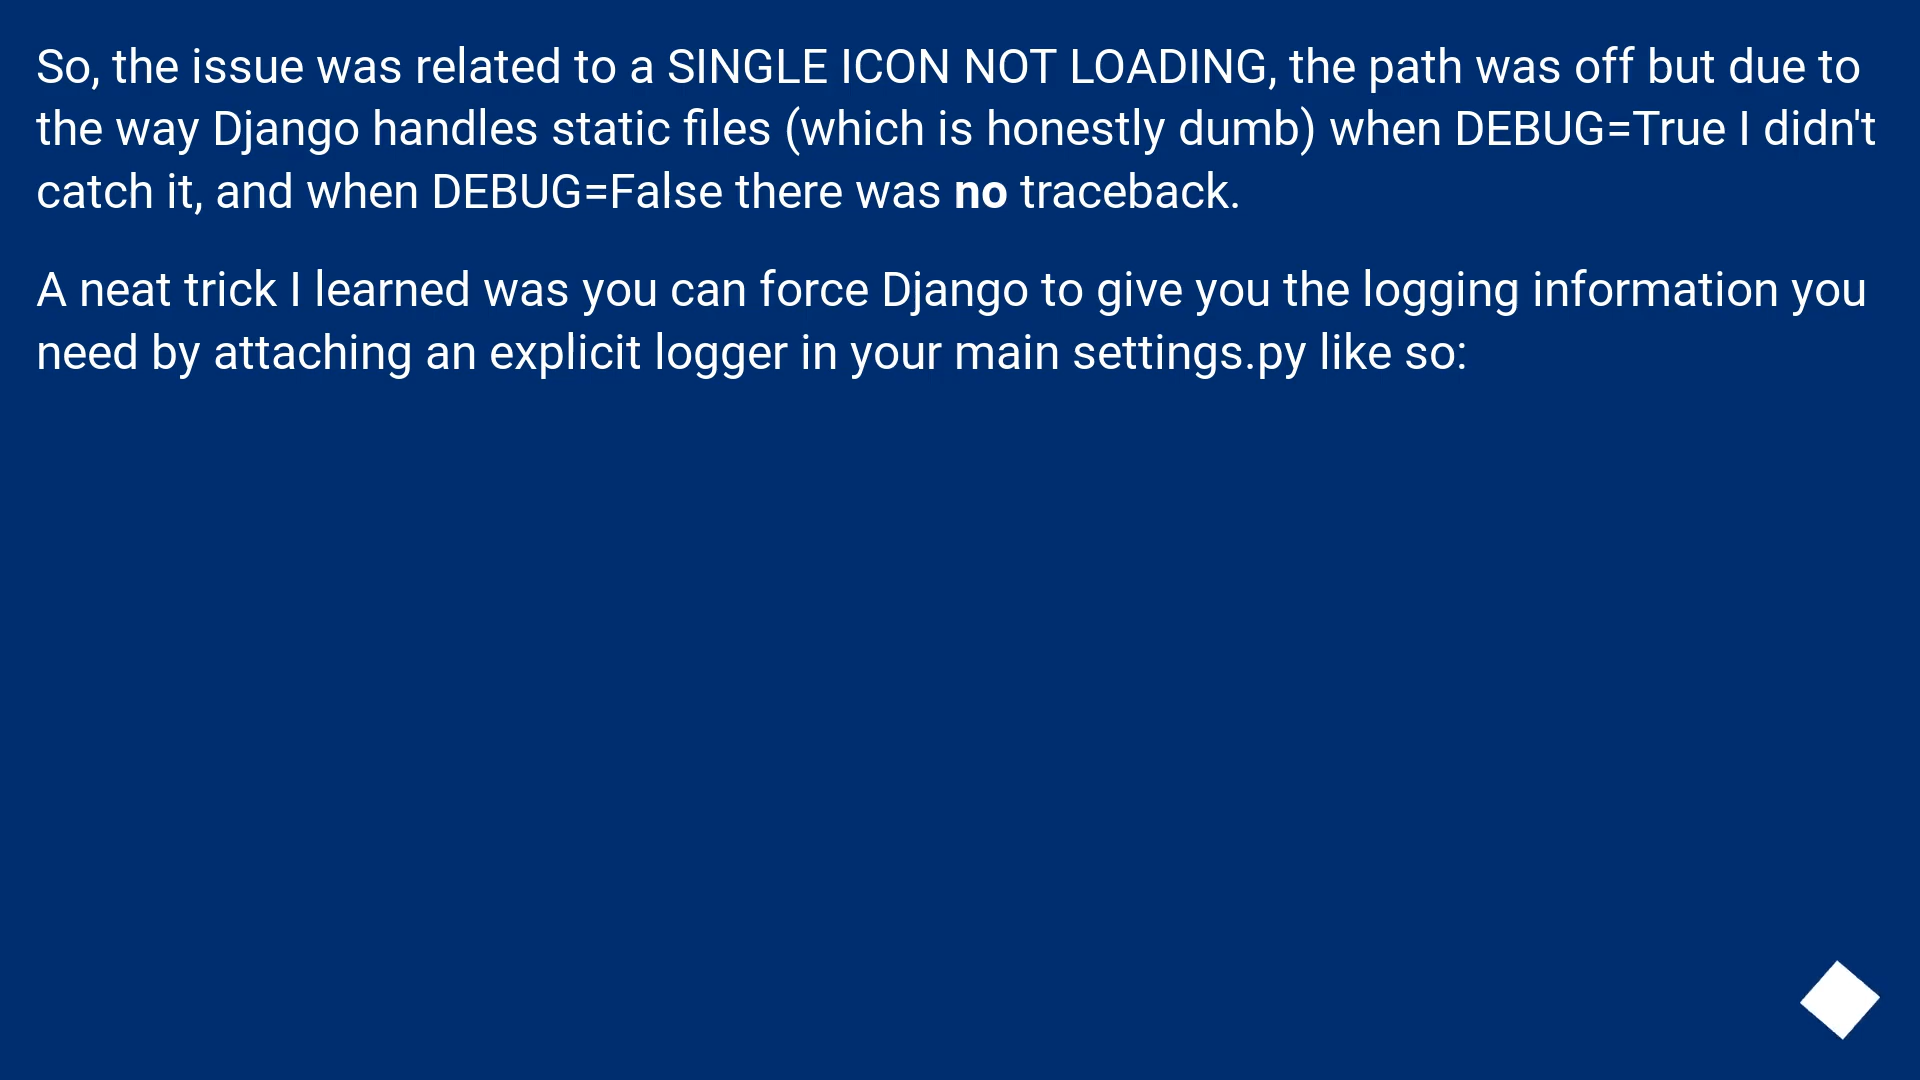 So, the issue was related to a SINGLE ICON NOT LOADING, the path was off but due to
the way Django handles static files (which is honestly dumb) when DEBUG=True I didn't
catch it, and when DEBUG=False there was no traceback.
A neat trick I learned was you can force Django to give you the logging information you
need by attaching an explicit logger in your main settings.py like so: